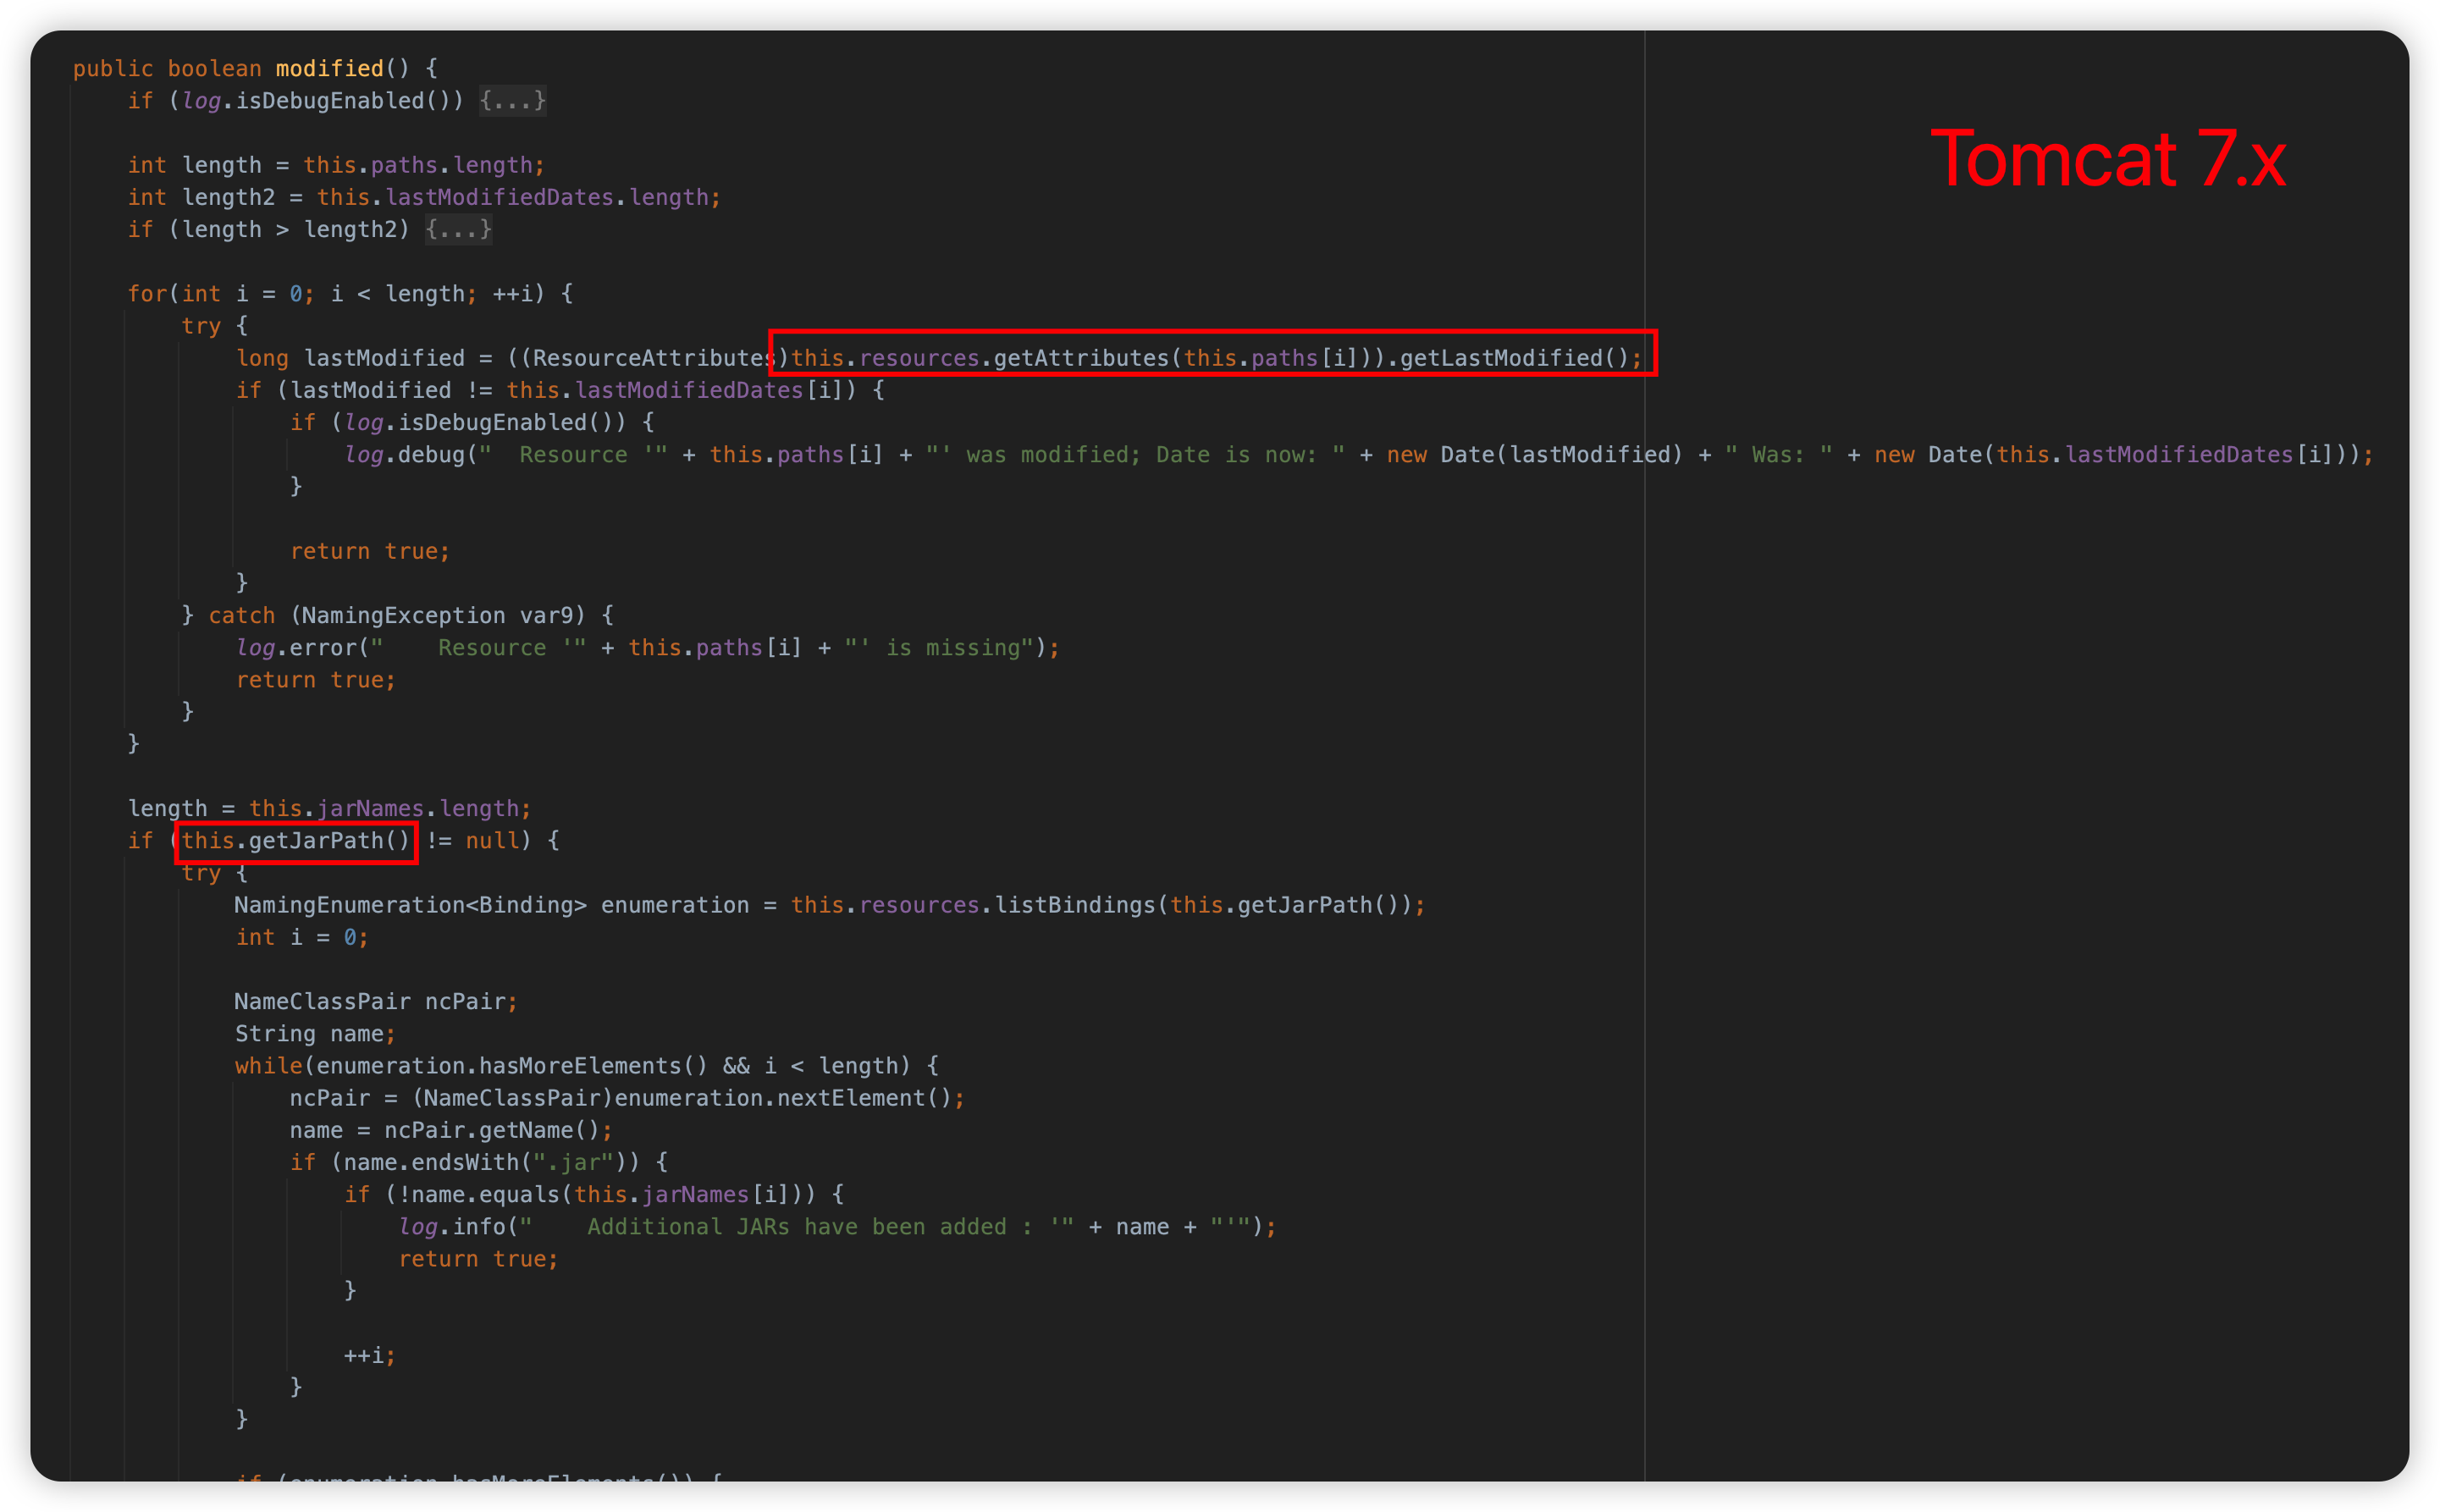 public boolean modified() {
    if (log.isDebugEnabled()) {...}
Tomcat 7.x
    int length = this.paths.length;
    int length2 = this.lastModifiedDates.length;
    if (length > length2) {...}
    for(int i = 0; i < length; ++i) {
        try {
            long lastModified = ((ResourceAttributes)this.resources.getAttributes(this.paths[i])).getLastModified();
            if (lastModified != this.lastModifiedDates[i]) {
                if (log.isDebugEnabled()) {
                    log.debug("  Resource '" + this.paths[i] + "' was modified; Date is now: " + new Date(lastModified) + " Was: " + new Date(this.lastModifiedDates[i]));
                }
                return true;
            }
        } catch (NamingException var9) {
            log.error("    Resource '" + this.paths[i] + "' is missing");
            return true;
        }
    }
    length = this.jarNames.length;
    if (this.getJarPath() != null) {
        try {
            NamingEnumeration<Binding> enumeration = this.resources.listBindings(this.getJarPath());
            int i = 0;
            NameClassPair ncPair;
            String name;
            while(enumeration.hasMoreElements() && i < length) {
                ncPair = (NameClassPair)enumeration.nextElement();
                name = ncPair.getName();
                if (name.endsWith(".jar")) {
                    if (!name.equals(this.jarNames[i])) {
                        log.info("    Additional JARs have been added : '" + name + "'");
                        return true;
                    }
                    ++i;
                }
            }
            if (enumeration.hasMoreElements()) {